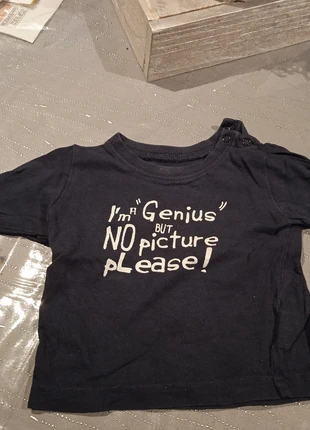 I'm A "Genius"
BUT
NO picture
pLease!